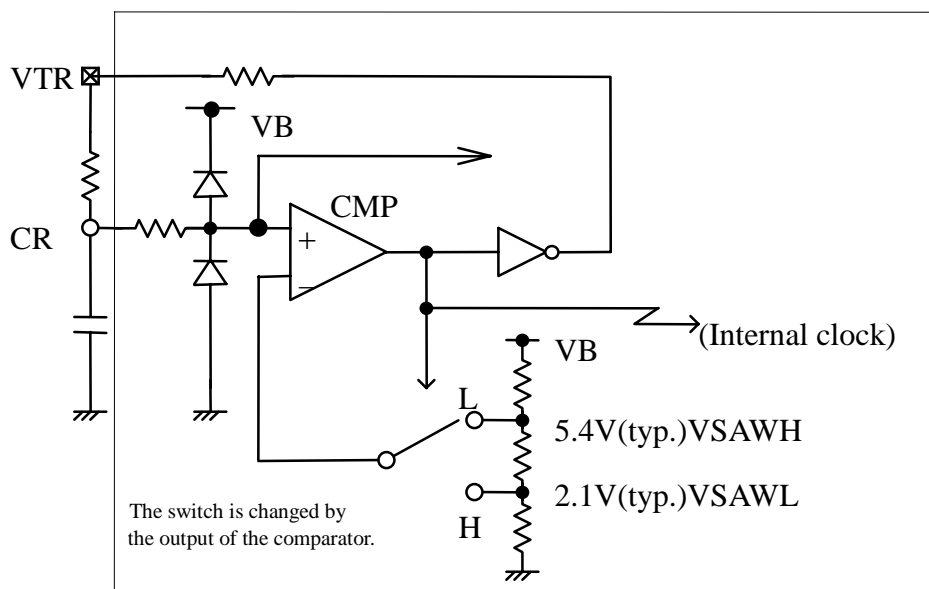 VTR
VB
CMP
CR
+
−
(Internal clock)
VB
L
5.4V(typ.)VSAWH
2.1V(typ.)VSAWL
H
The switch is changed by
the output of the comparator.